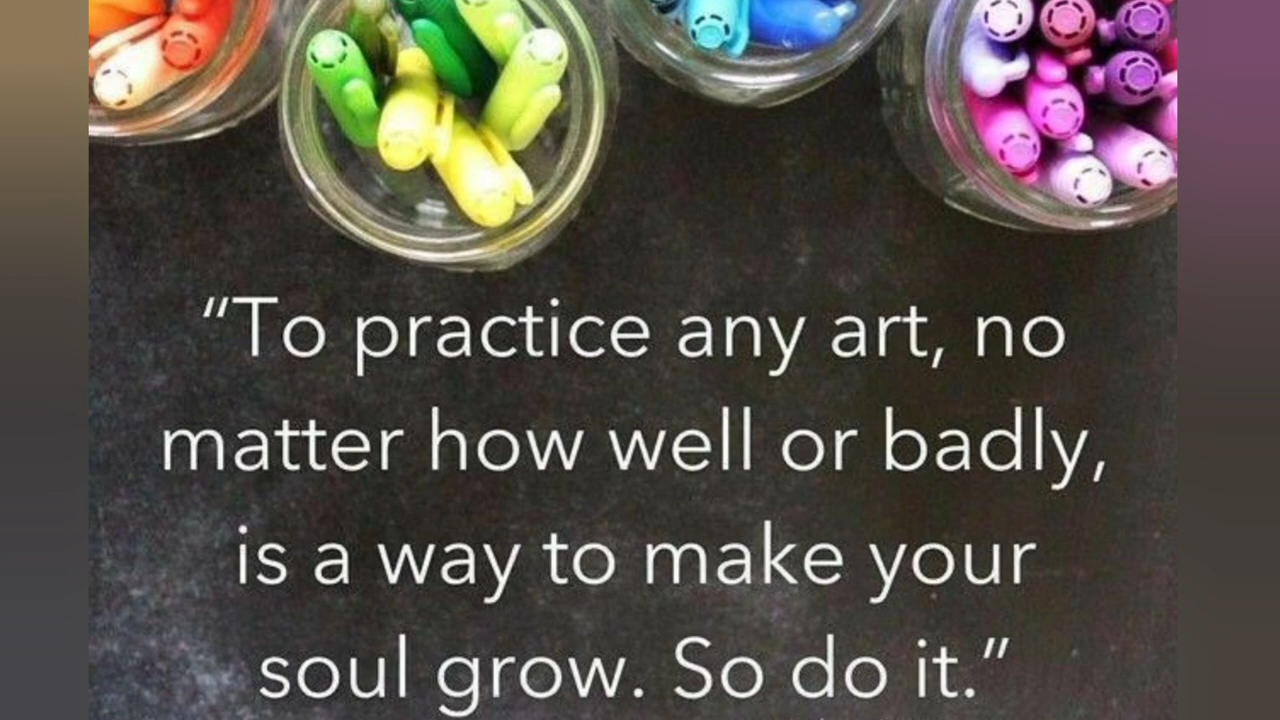 “To practice any art, no
matter how well or badly,
is a way to make your
soul grow. So do it.”